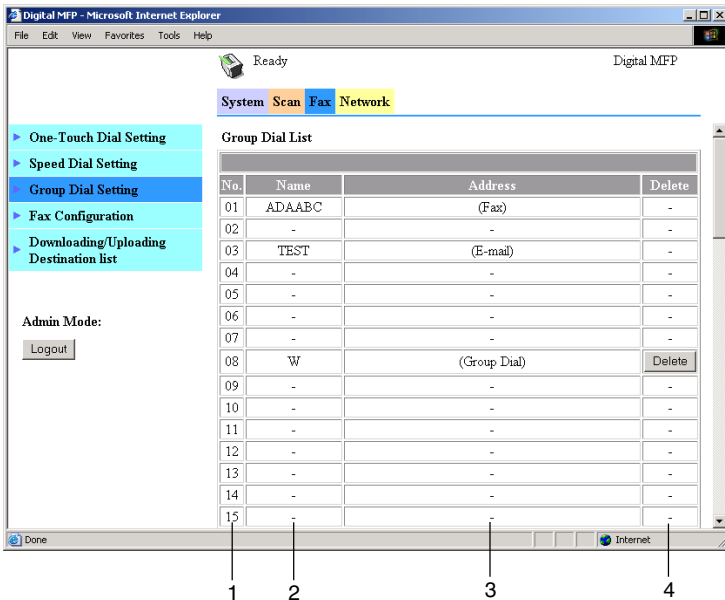 Digital MFP - Microsoft Internet Explorer
File Edit View Favorites Tools Help
Ready Digital MFP
System Scan Fax Network
One-Touch Dial Setting
Speed Dial Setting
Group Dial Setting
Fax Configuration
Downloading/Uploading
Destination list
Admin Mode:
Logout
Group Dial List
No. Name Address Delete
01 ADAABC (Fax) -
02 - - -
03 TEST (E-mail) -
04 - - -
05 - - -
06 - - -
07 - - -
08 W (Group Dial) Delete
09 - - -
10 - - -
11 - - -
12 - - -
13 - - -
14 - - -
15 - - -
Done Internet
1 2 3 4